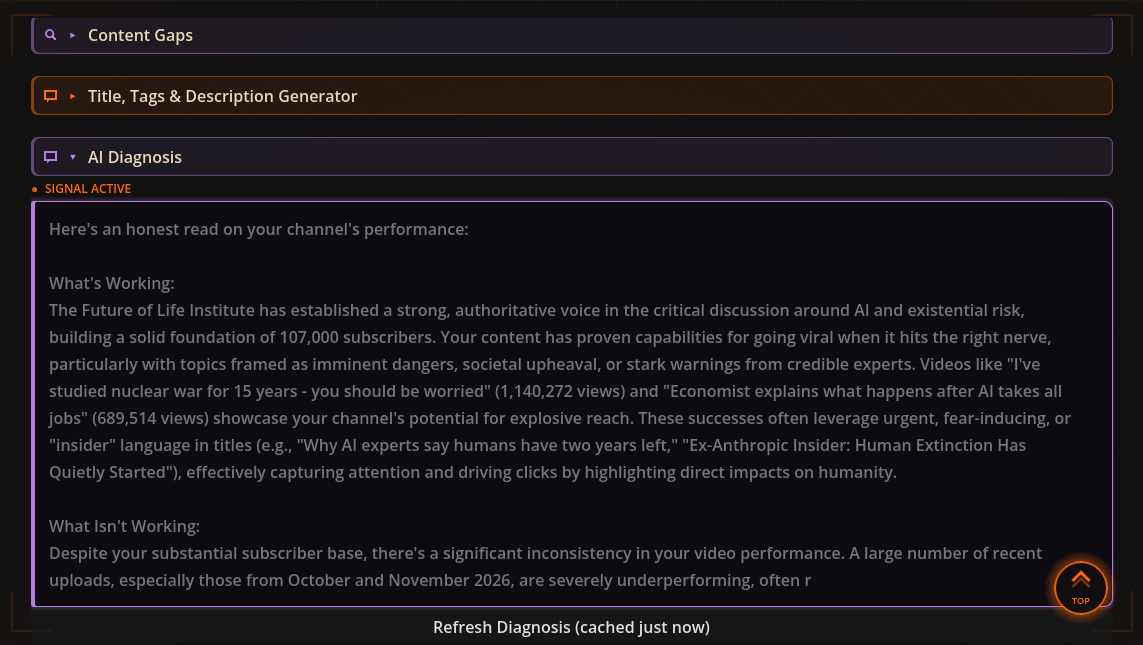 Content Gaps
Title, Tags & Description Generator
AI Diagnosis
SIGNAL ACTIVE
Here's an honest read on your channel's performance:
What's Working:
The Future of Life Institute has established a strong, authoritative voice in the critical discussion around AI and existential risk,
building a solid foundation of 107,000 subscribers. Your content has proven capabilities for going viral when it hits the right nerve,
particularly with topics framed as imminent dangers, societal upheaval, or stark warnings from credible experts. Videos like "I've
studied nuclear war for 15 years - you should be worried" (1,140,272 views) and "Economist explains what happens after AI takes all
jobs" (689,514 views) showcase your channel's potential for explosive reach. These successes often leverage urgent, fear-inducing, or
"insider" language in titles (e.g., "Why AI experts say humans have two years left," "Ex-Anthropic Insider: Human Extinction Has
Quietly Started"), effectively capturing attention and driving clicks by highlighting direct impacts on humanity.
What Isn't Working:
Despite your substantial subscriber base, there's a significant inconsistency in your video performance. A large number of recent
uploads, especially those from October and November 2026, are severely underperforming, often r
TOP
Refresh Diagnosis (cached just now)